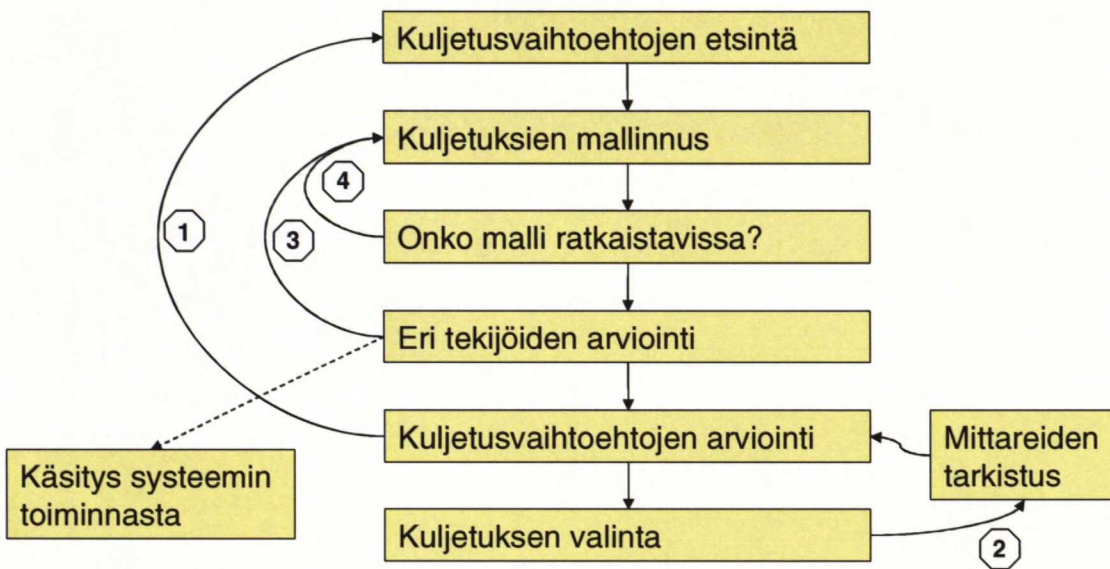 Kuljetusvaihtoehtojen etsintä
Kuljetuksien mallinnus
4
1
3
Onko malli ratkaistavissa?
Eri tekijöiden arviointi
Kuljetusvaihtoehtojen arviointi
Mittareiden
tarkistus
Käsitys systeemin
toiminnasta
Kuljetuksen valinta
2